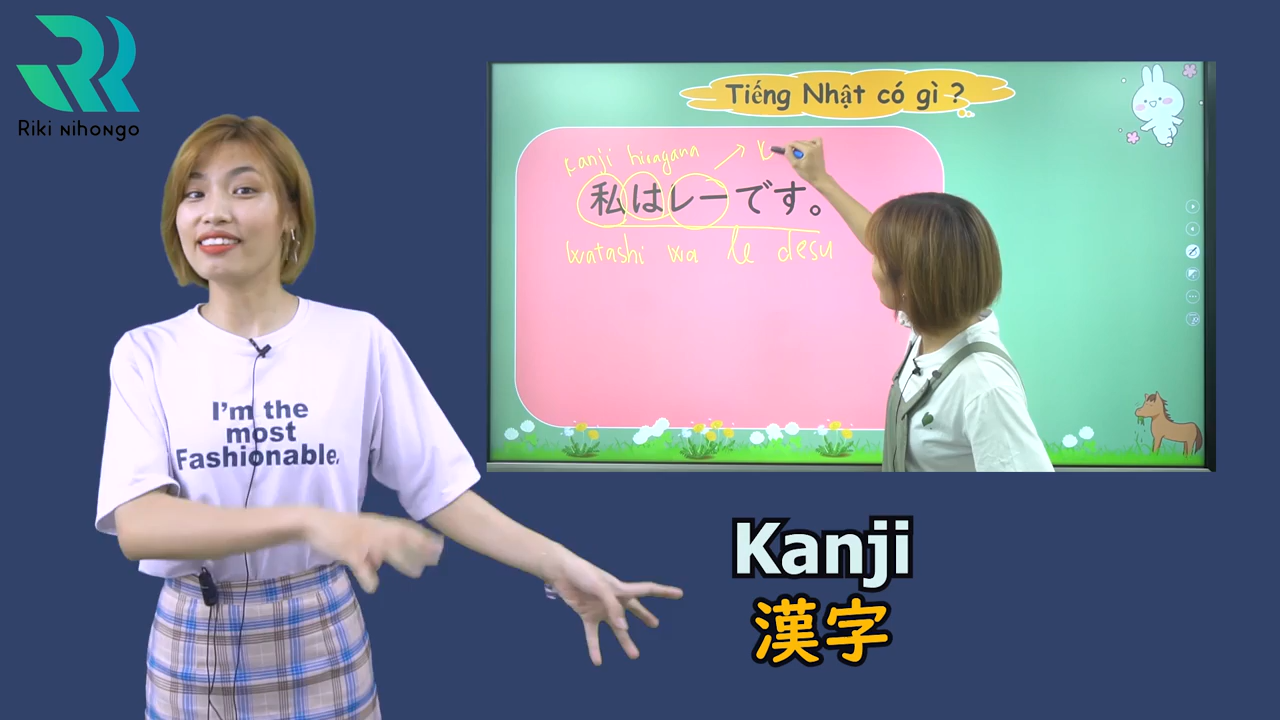 Riki nihongo
Tiếng Nhật có gì ?
kanji hiragana
私はレーです。
watashi wa le desu
I'm the
most
Fashionable.
Kanji
漢字